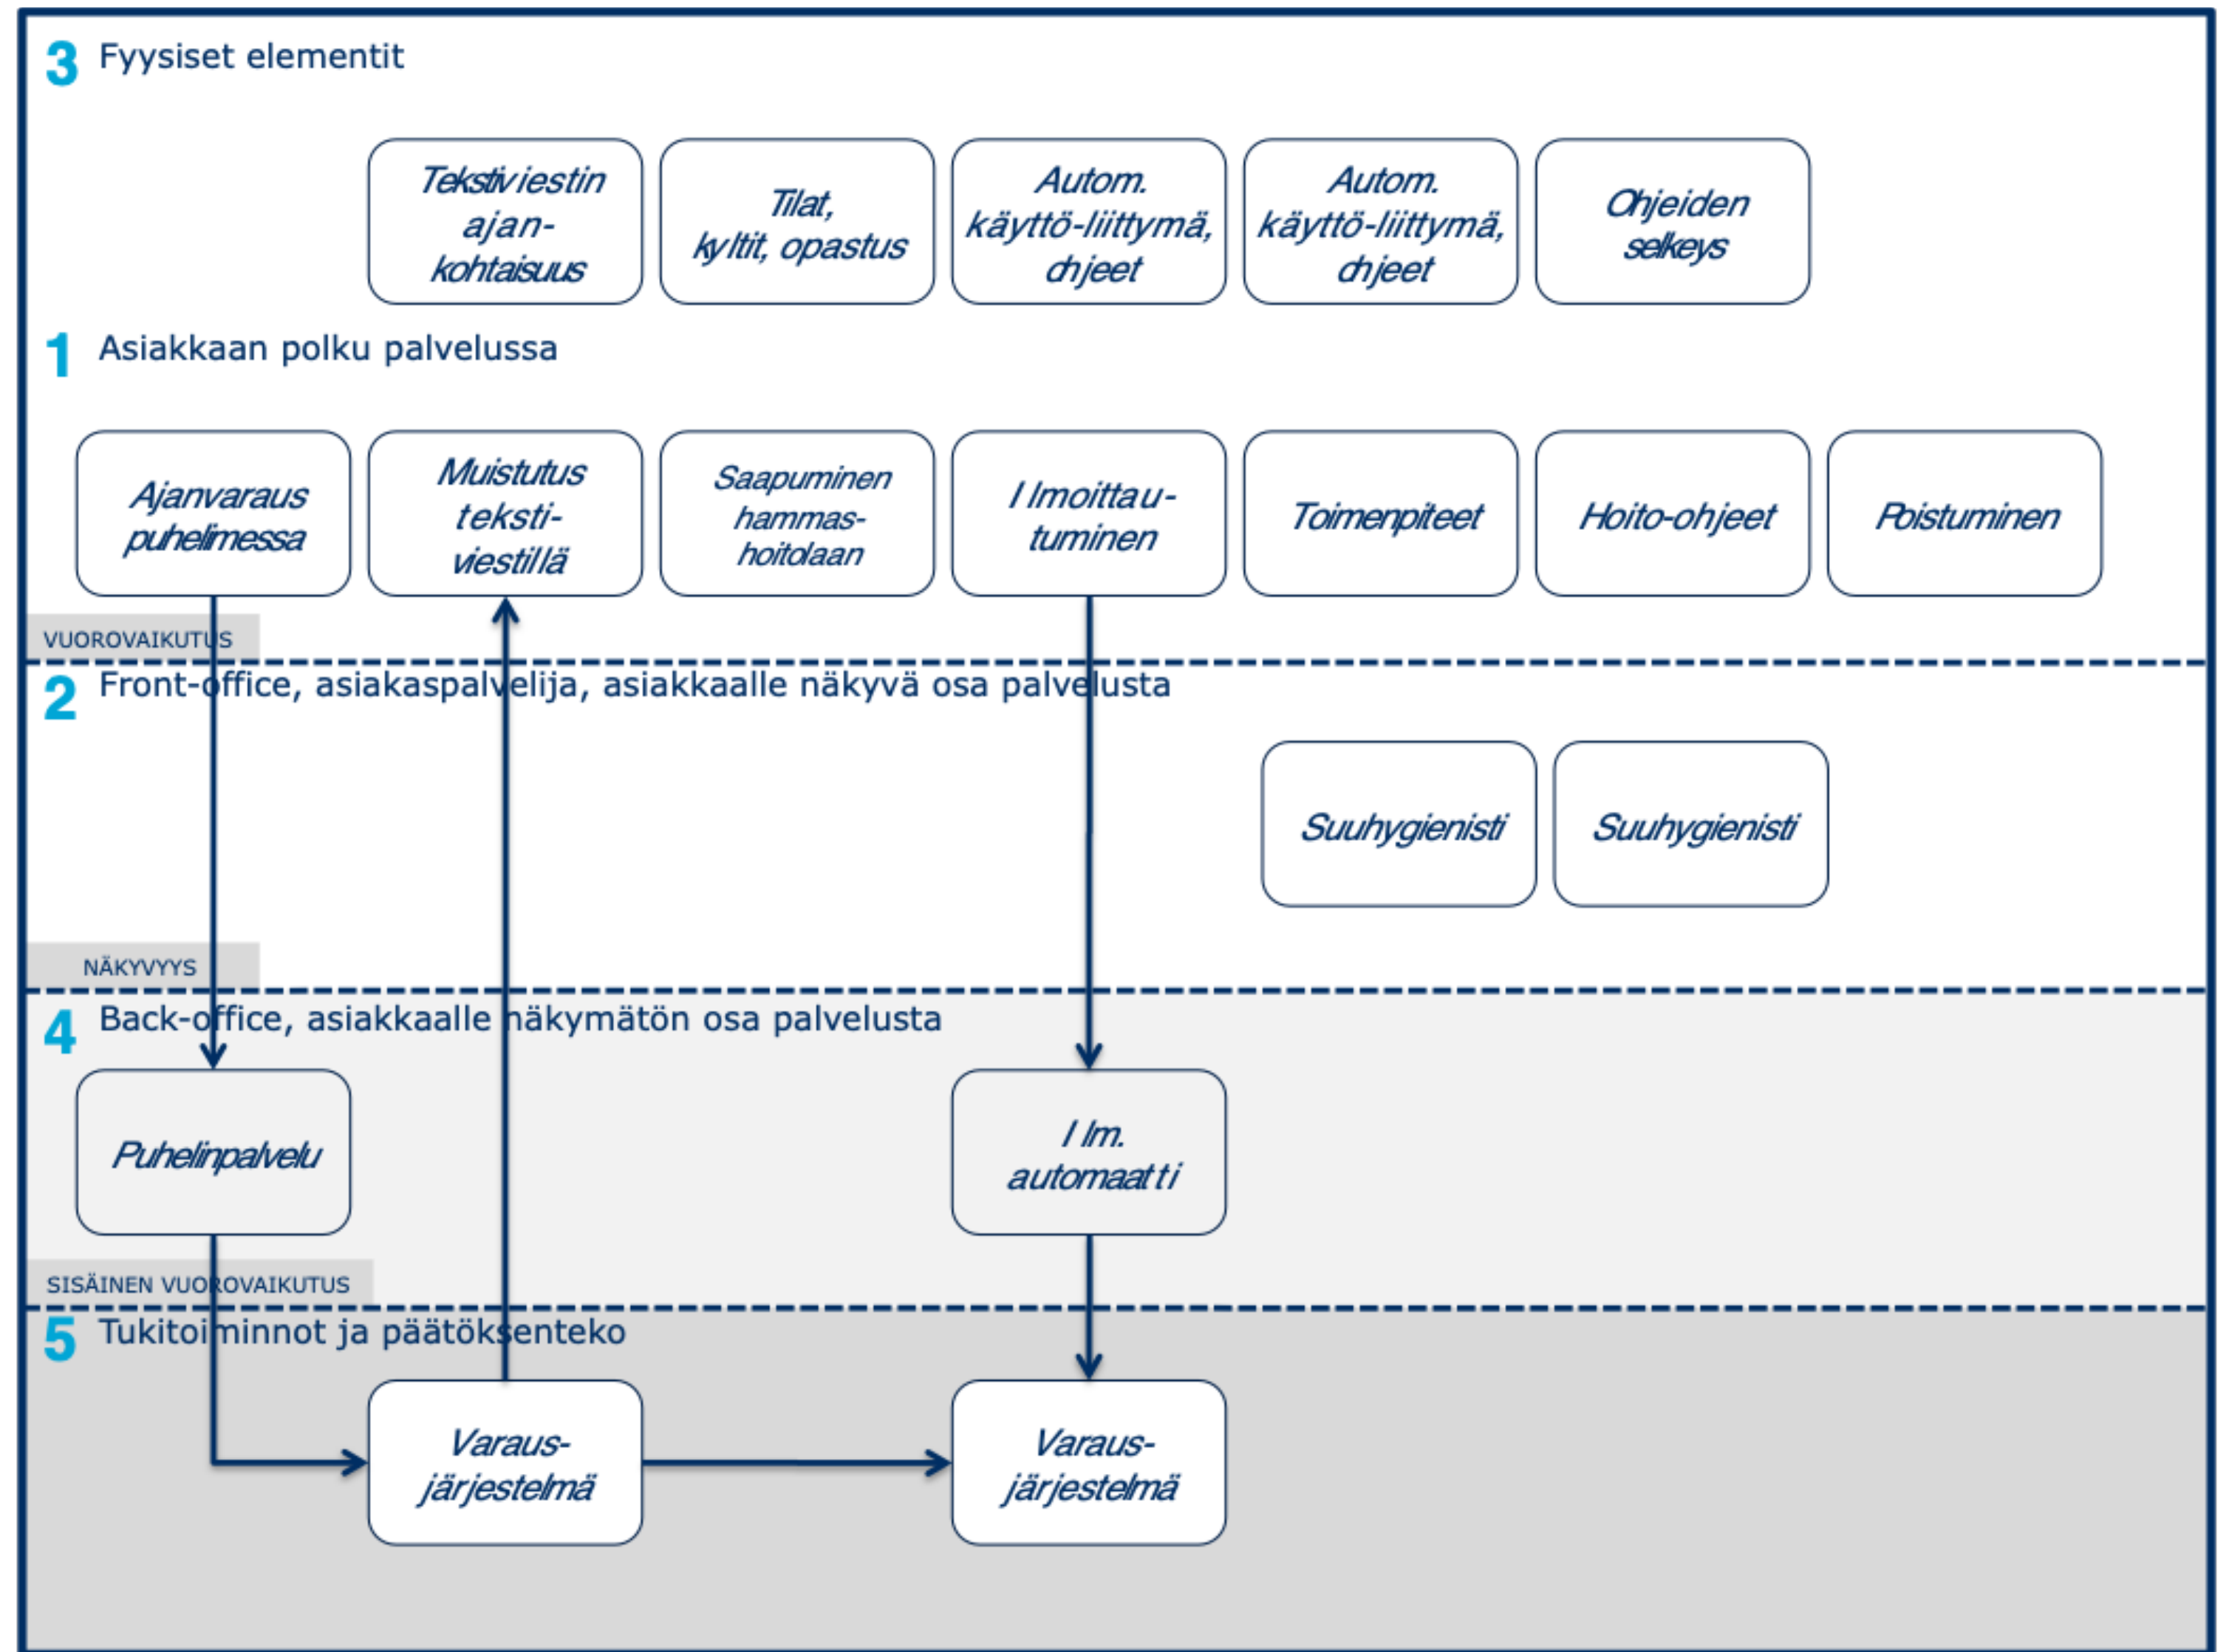 3 Fyysiset elementit
Tekstiviestin
ajan-
kohtaisuus
Tilat,
kyltit, opastus
Autom.
käyttö-liittymä,
ohjeet
Autom.
käyttö-liittymä,
ohjeet
Ohjeiden
selkeys
1 Asiakkaan polku palvelussa
Ajanvaraus
puhelimessa
Muistutus
teksti-
viestillä
Saapuminen
hammas-
hoitolaan
Ilmoittau-
tuminen
Toimenpiteet
Hoito-ohjeet
Poistuminen
VUOROVAIKUTUS
2 Front-office, asiakaspalvelija, asiakkaalle näkyvä osa palvelusta
Suuhygienisti
Suuhygienisti
NÄKYVYYS
4 Back-office, asiakkaalle näkymätön osa palvelusta
Puhelinpalvelu
Ilm.
automaatti
SISÄINEN VUOROVAIKUTUS
5 Tukitoiminnot ja päätöksenteko
Varaus-
järjestelmä
Varaus-
järjestelmä